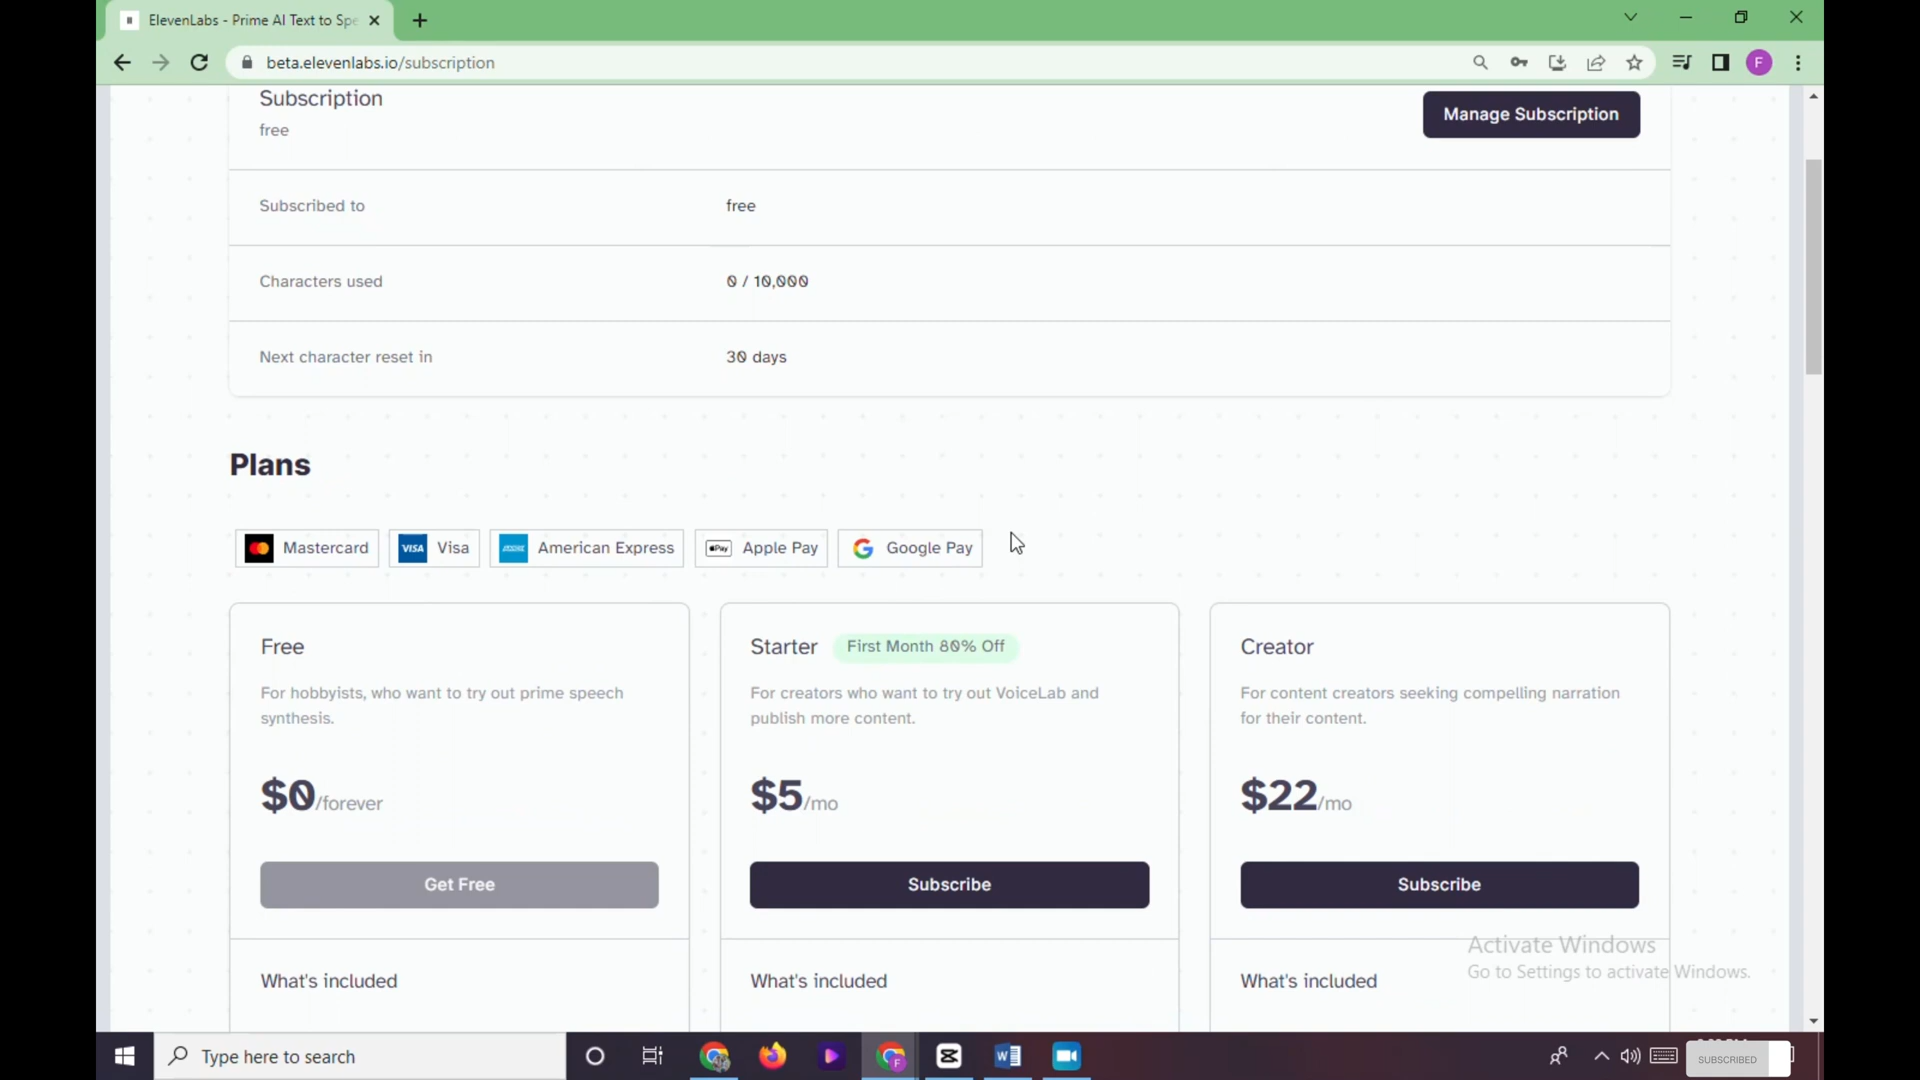 ElevenLabs - Prime AI Text to Spe
beta.elevenlabs.io/subscription
F
Subscription
free
Manage Subscription
Subscribed to free
Characters used 0 / 10,000
Next character reset in 30 days
Plans
Mastercard VISA Visa American Express Pay Apple Pay Google Pay
Free
For hobbyists, who want to try out prime speech
synthesis.
$0/forever
Get Free
What's included
Starter First Month 80% Off
For creators who want to try out VoiceLab and
publish more content.
$5/mo
Subscribe
What's included
Creator
For content creators seeking compelling narration
for their content.
$22/mo
Subscribe
What's included
Activate Windows
Go to Settings to activate Windows.
Type here to search
SUBSCRIBED